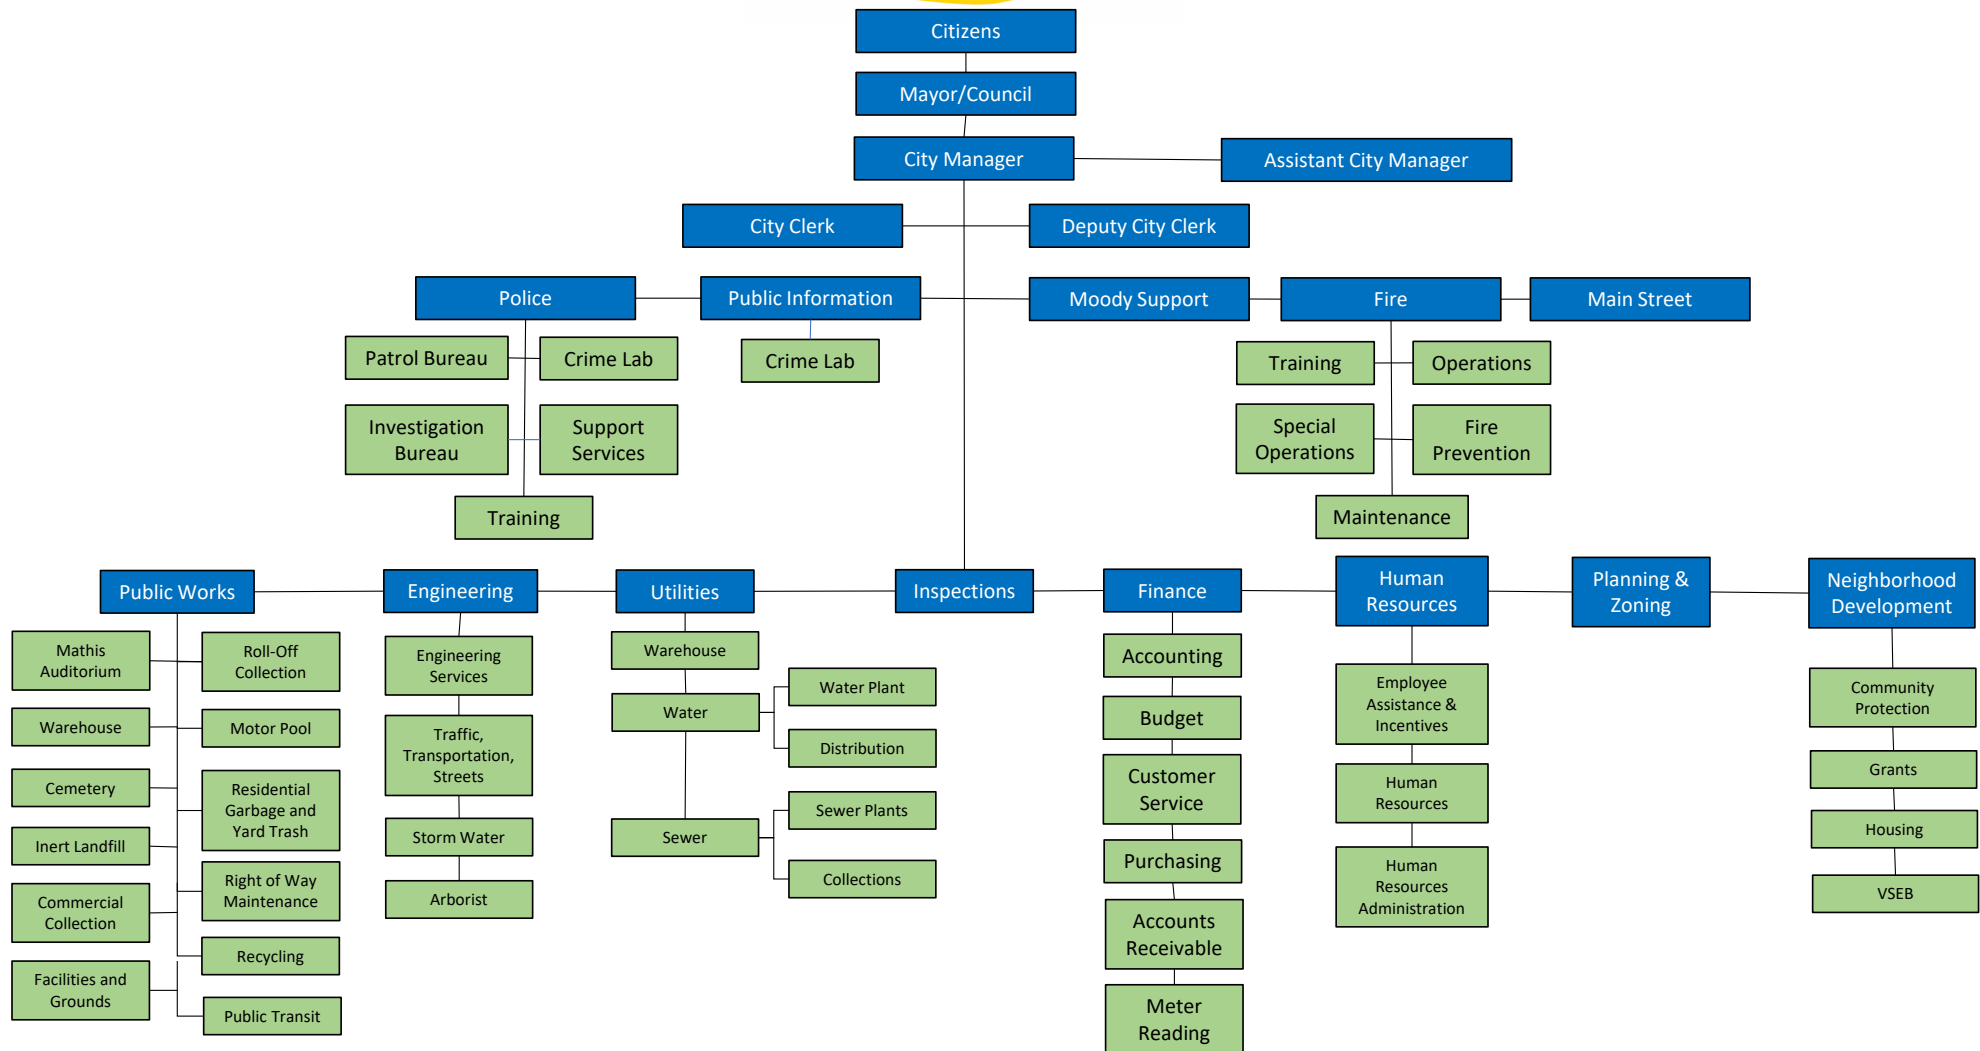 Citizens
Mayor/Council
City Manager
Assistant City Manager
City Clerk
Deputy City Clerk
Police
Public Information
Moody Support
Fire
Main Street
Patrol Bureau
Crime Lab
Crime Lab
Training
Operations
Investigation
Bureau
Support
Services
Special
Operations
Fire
Prevention
Training
Maintenance
Public Works
Engineering
Utilities
Inspections
Finance
Human
Resources
Planning &
Zoning
Neighborhood
Development
Mathis
Auditorium
Roll-Off
Collection
Warehouse
Motor Pool
Cemetery
Residential
Garbage and
Yard Trash
Inert Landfill
Right of Way
Maintenance
Commercial
Collection
Recycling
Facilities and
Grounds
Public Transit
Engineering
Services
Traffic,
Transportation,
Streets
Storm Water
Arborist
Warehouse
Water
Water Plant
Distribution
Sewer
Sewer Plants
Collections
Accounting
Budget
Customer
Service
Purchasing
Accounts
Receivable
Meter
Reading
Employee
Assistance &
Incentives
Human
Resources
Human
Resources
Administration
Community
Protection
Grants
Housing
VSEB